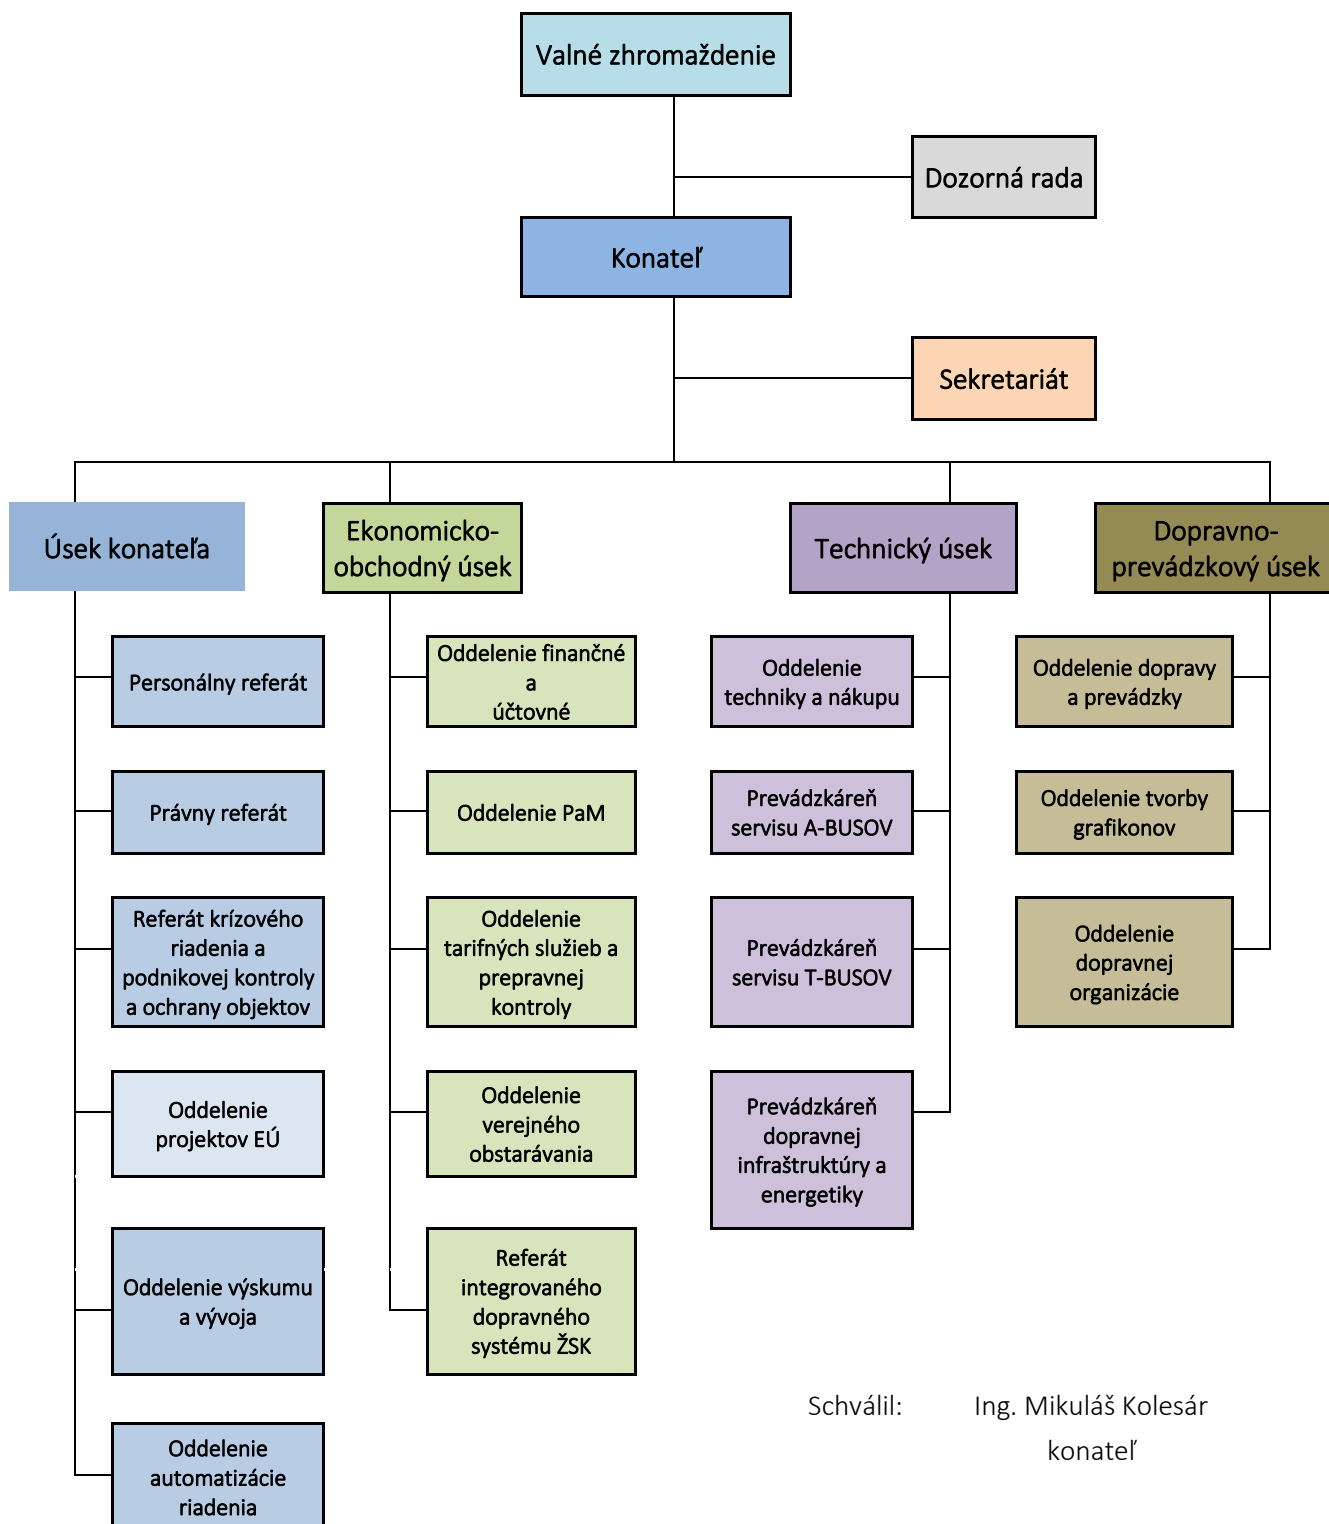 Valné zhromaždenie
Dozorná rada
Konateľ
Sekretariát
Úsek konateľa
Ekonomicko-
obchodný úsek
Technický úsek
Dopravno-
prevádzkový úsek
Personálny referát
Právny referát
Referát krízového
riadenia a
podnikovej kontroly
a ochrany objektov
Oddelenie
projektov EÚ
Oddelenie výskumu
a vývoja
Oddelenie
automatizácie
riadenia
Oddelenie finančné
a
účtovné
Oddelenie PaM
Oddelenie
tarifných služieb a
prepravnej
kontroly
Oddelenie
verejného
obstarávania
Referát
integrovaného
dopravného
systému ŽSK
Oddelenie
techniky a nákupu
Prevádzkáreň
servisu A-BUSOV
Prevádzkáreň
servisu T-BUSOV
Prevádzkáreň
dopravnej
infraštruktúry a
energetiky
Oddelenie dopravy
a prevádzky
Oddelenie tvorby
grafikonov
Oddelenie
dopravnej
organizácie
Schválil: Ing. Mikuláš Kolesár
konateľ